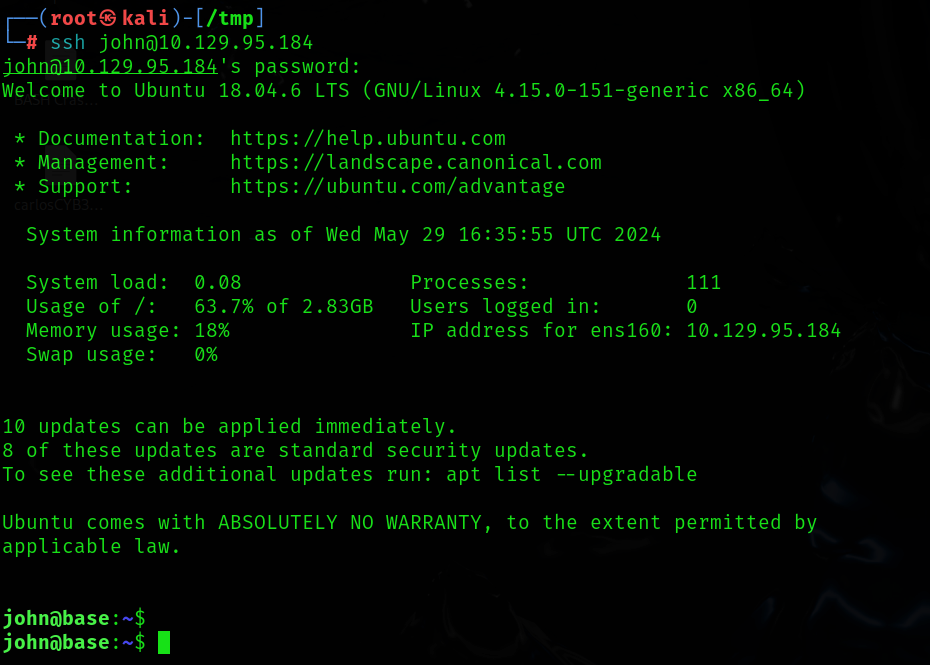 ┌──(root㉿kali)-[/tmp]
└─# ssh john@10.129.95.184
john@10.129.95.184's password:
Welcome to Ubuntu 18.04.6 LTS (GNU/Linux 4.15.0-151-generic x86_64)
* Documentation:  https://help.ubuntu.com
* Management:     https://landscape.canonical.com
* Support:        https://ubuntu.com/advantage
carlosCYB3...
System information as of Wed May 29 16:35:55 UTC 2024
System load:  0.08              Processes:             111
Usage of /:   63.7% of 2.83GB   Users logged in:       0
Memory usage: 18%               IP address for ens160: 10.129.95.184
Swap usage:   0%
10 updates can be applied immediately.
8 of these updates are standard security updates.
To see these additional updates run: apt list --upgradable
Ubuntu comes with ABSOLUTELY NO WARRANTY, to the extent permitted by
applicable law.
john@base:~$
john@base:~$